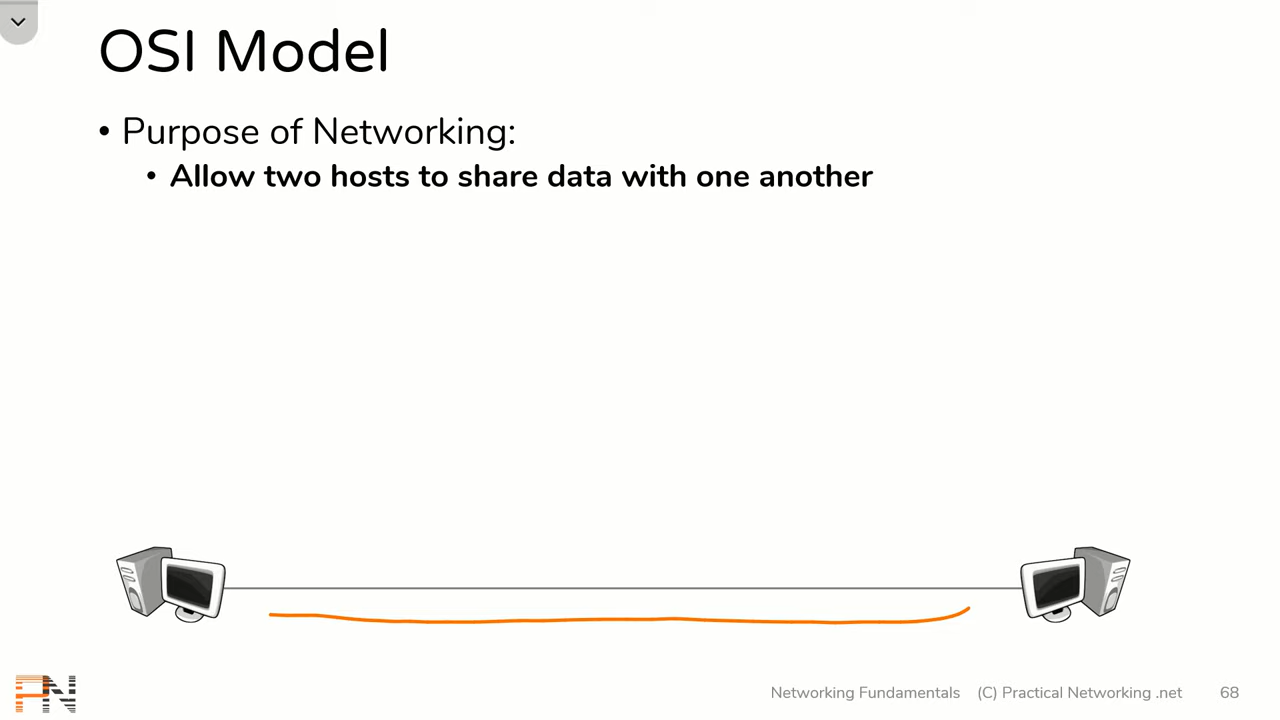 OSI Model
• Purpose of Networking:
• Allow two hosts to share data with one another
PN
Networking Fundamentals (C) Practical Networking .net 68